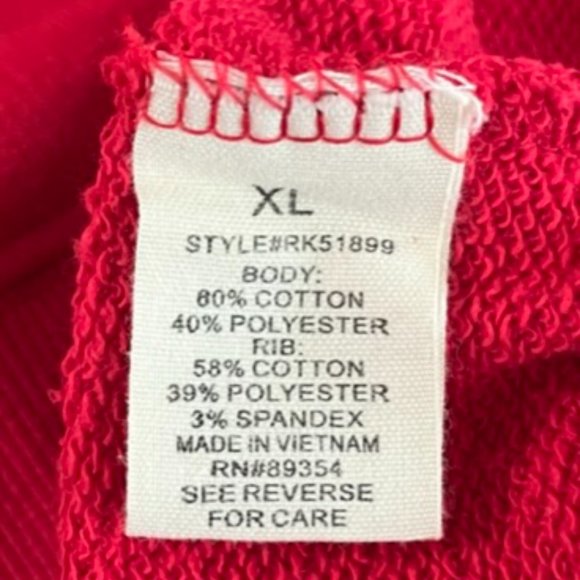 XL
STYLE#RK51899
BODY:
60% COTTON
40% POLYESTER
RIB:
58% COTTON
39% POLYESTER
3% SPANDEX
MADE IN VIETNAM
RN#89354
SEE REVERSE
FOR CARE